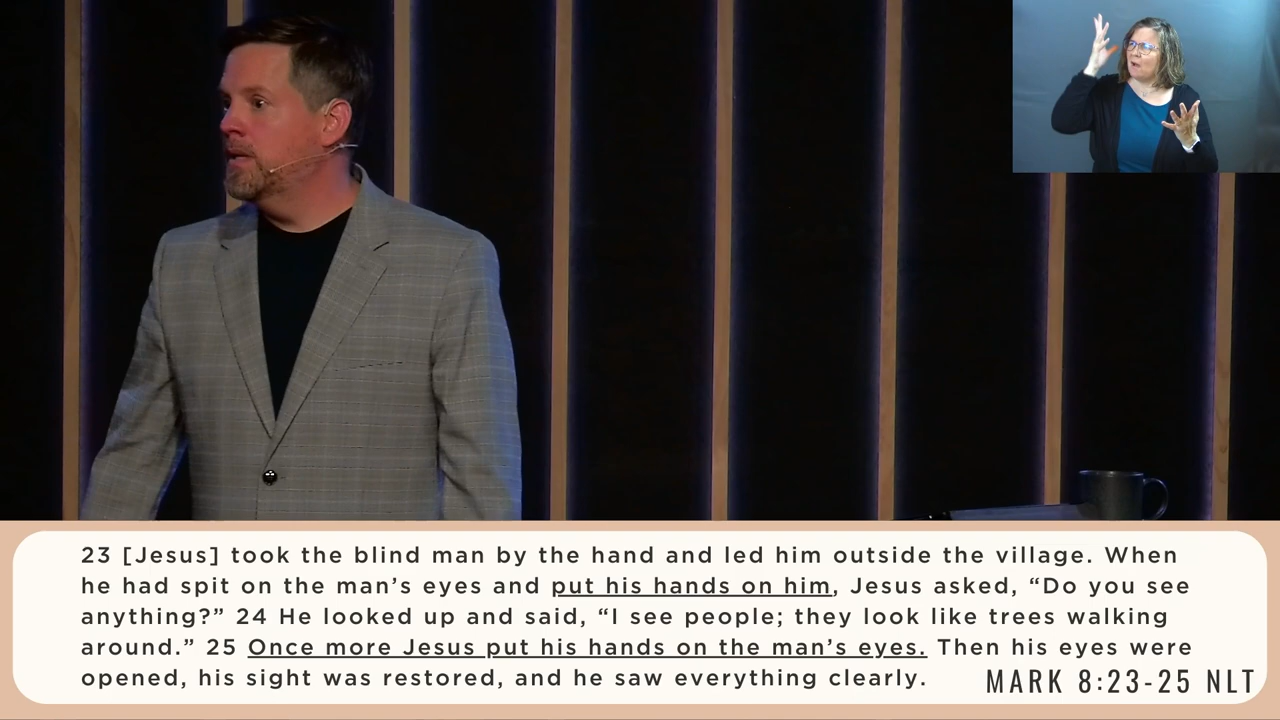 23 [Jesus] took the blind man by the hand and led him outside the village. When
he had spit on the man’s eyes and put his hands on him, Jesus asked, “Do you see
anything?” 24 He looked up and said, “I see people; they look like trees walking
around.” 25 Once more Jesus put his hands on the man’s eyes. Then his eyes were
opened, his sight was restored, and he saw everything clearly.
MARK 8:23-25 NLT